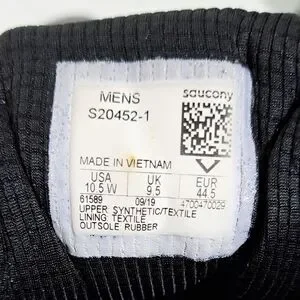 MENS
S20452-1
saucony
MADE IN VIETNAM
USA UK EUR
10.5 W 9.5 44.5
61589 09/19 4700470026
UPPER SYNTHETIC/TEXTILE
LINING TEXTILE
OUTSOLE RUBBER